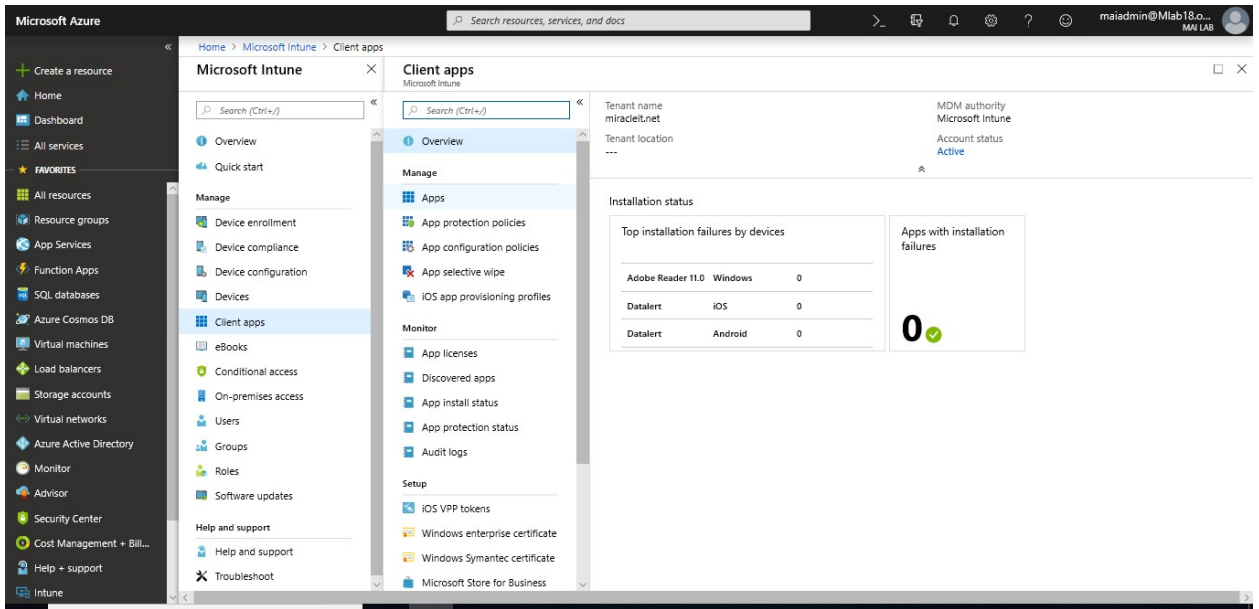 Microsoft Azure
Search resources, services, and docs
maiadmin@Mlab18.o...
MAI LAB
Create a resource
Home
Dashboard
All services
FAVORITES
All resources
Resource groups
App Services
Function Apps
SQL databases
Azure Cosmos DB
Virtual machines
Load balancers
Storage accounts
Virtual networks
Azure Active Directory
Monitor
Advisor
Security Center
Cost Management + Bill...
Help + support
Intune
Home > Microsoft Intune > Client apps
Microsoft Intune
Search (Ctrl+/)
Overview
Quick start
Manage
Device enrollment
Device compliance
Device configuration
Devices
Client apps
eBooks
Conditional access
On-premises access
Users
Groups
Roles
Software updates
Help and support
Help and support
Troubleshoot
Client apps
Microsoft Intune
Search (Ctrl+/)
Overview
Manage
Apps
App protection policies
App configuration policies
App selective wipe
iOS app provisioning profiles
Monitor
App licenses
Discovered apps
App install status
App protection status
Audit logs
Setup
iOS VPP tokens
Windows enterprise certificate
Windows Symantec certificate
Microsoft Store for Business
Tenant name
miracleit.net
Tenant location
---
MDM authority
Microsoft Intune
Account status
Active
Installation status
Top installation failures by devices
Adobe Reader 11.0 Windows 0
Datalert iOS 0
Datalert Android 0
Apps with installation
failures
0